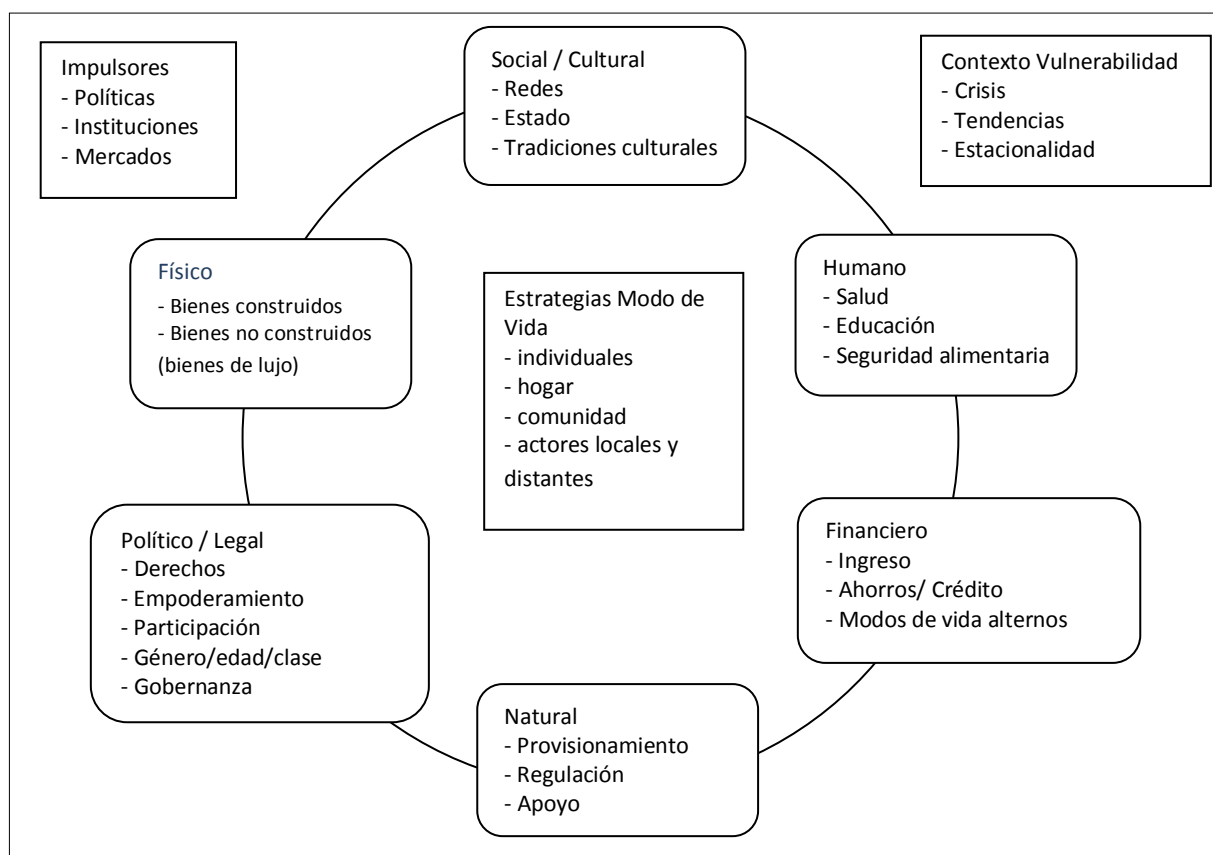 Impulsores
- Políticas
- Instituciones
- Mercados
Social / Cultural
- Redes
- Estado
- Tradiciones culturales
Contexto Vulnerabilidad
- Crisis
- Tendencias
- Estacionalidad
Físico
- Bienes construidos
- Bienes no construidos
(bienes de lujo)
Estrategias Modo de
Vida
- individuales
- hogar
- comunidad
- actores locales y
distantes
Humano
- Salud
- Educación
- Seguridad alimentaria
Político / Legal
- Derechos
- Empoderamiento
- Participación
- Género/edad/clase
- Gobernanza
Financiero
- Ingreso
- Ahorros/ Crédito
- Modos de vida alternos
Natural
- Provisionamiento
- Regulación
- Apoyo